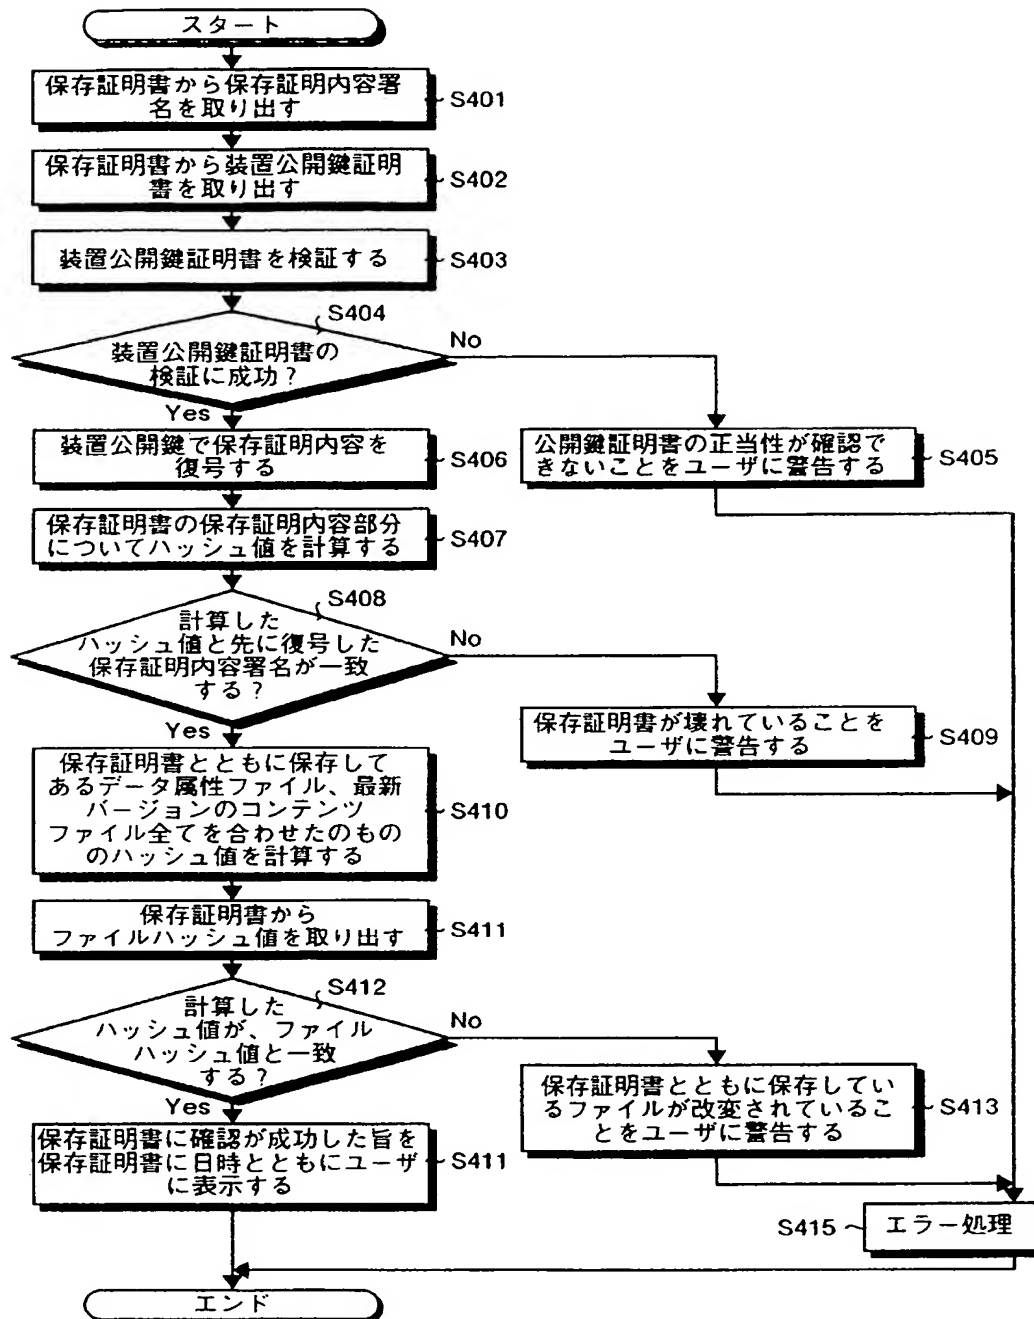 スタート
保存証明書から保存証明内容署
名を取り出す
S401
保存証明書から装置公開鍵証明
書を取り出す
S402
装置公開鍵証明書を検証する
S403
S404
装置公開鍵証明書の
検証に成功？
No
Yes
装置公開鍵で保存証明内容を
復号する
S406
公開鍵証明書の正当性が確認で
きないことをユーザに警告する
S405
保存証明書の保存証明内容部分
についてハッシュ値を計算する
S407
S408
計算した
ハッシュ値と先に復号した
保存証明内容署名が一致
する？
No
Yes
保存証明書が壊れていることを
ユーザに警告する
S409
保存証明書とともに保存して
あるデータ属性ファイル、最新
バージョンのコンテンツ
ファイル全てを合わせたのもの
のハッシュ値を計算する
S410
保存証明書から
ファイルハッシュ値を取り出す
S411
S412
計算した
ハッシュ値が、ファイル
ハッシュ値と一致
する？
No
Yes
保存証明書とともに保存してい
るファイルが改変されているこ
とをユーザに警告する
S413
保存証明書に確認が成功した旨を
保存証明書に日時とともにユーザ
に表示する
S411
S415
エラー処理
エンド